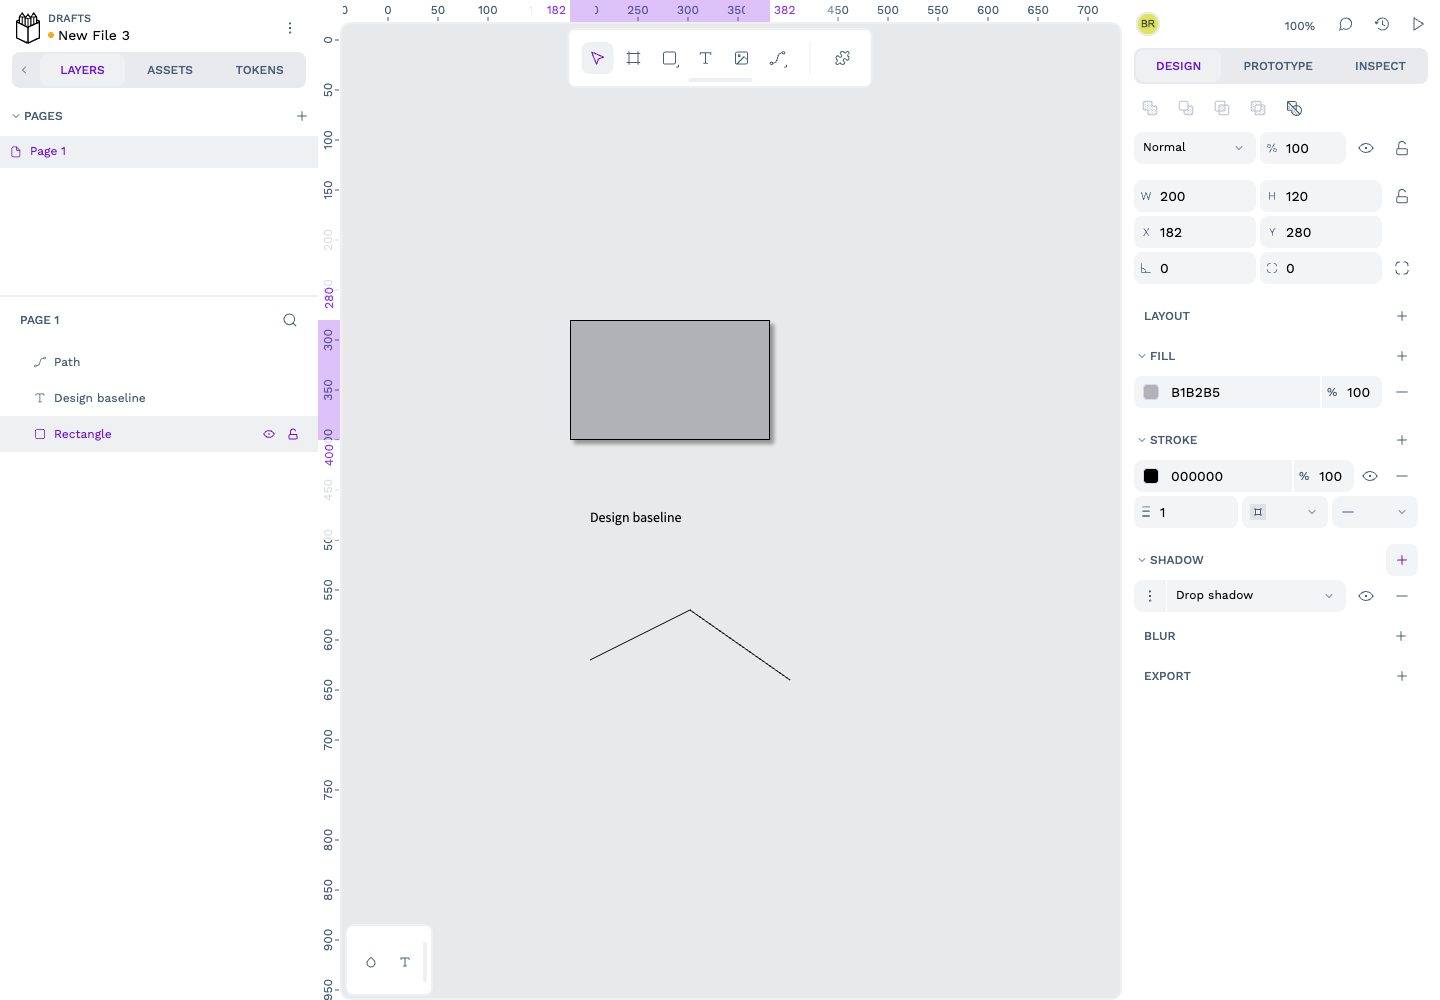 DRAFTS
New File 3
LAYERS
ASSETS
TOKENS
PAGES
Page 1
PAGE 1
Path
Design baseline
Rectangle
0 50 100 182 250 300 382 450 500 550 600 650 700
0
50
100
150
200
280
300
350
400
450
550
600
650
700
750
800
850
900
950
Design baseline
BR
100%
DESIGN
PROTOTYPE
INSPECT
Normal
% 100
W 200
H 120
X 182
Y 280
0
0
LAYOUT
FILL
B1B2B5
% 100
STROKE
000000
% 100
1
SHADOW
Drop shadow
BLUR
EXPORT